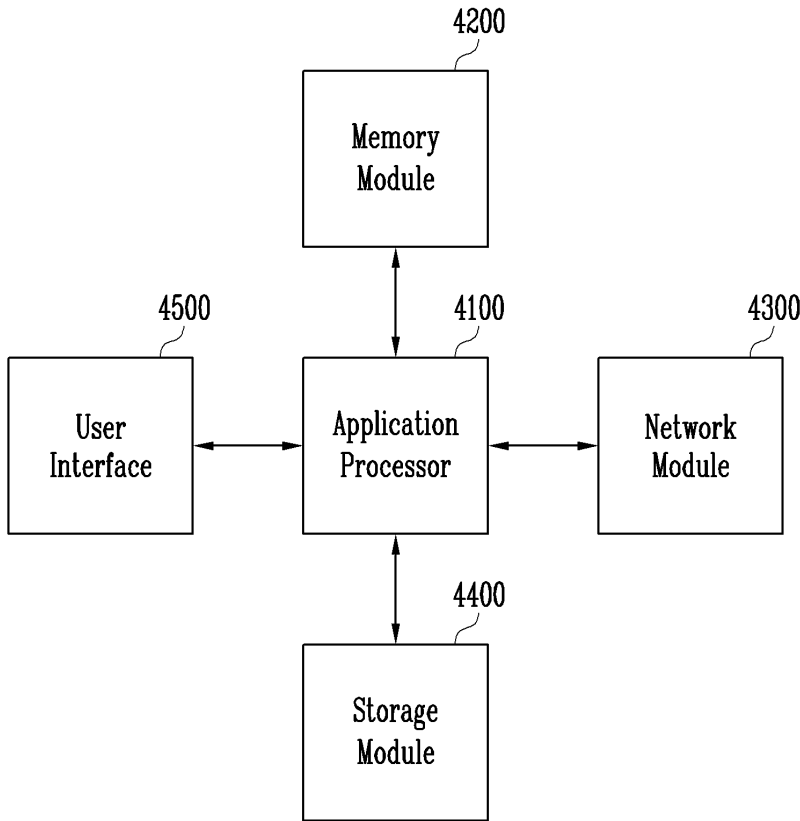 4200
Memory
Module
4500
4100
4300
User
Interface
Application
Processor
Network
Module
4400
Storage
Module